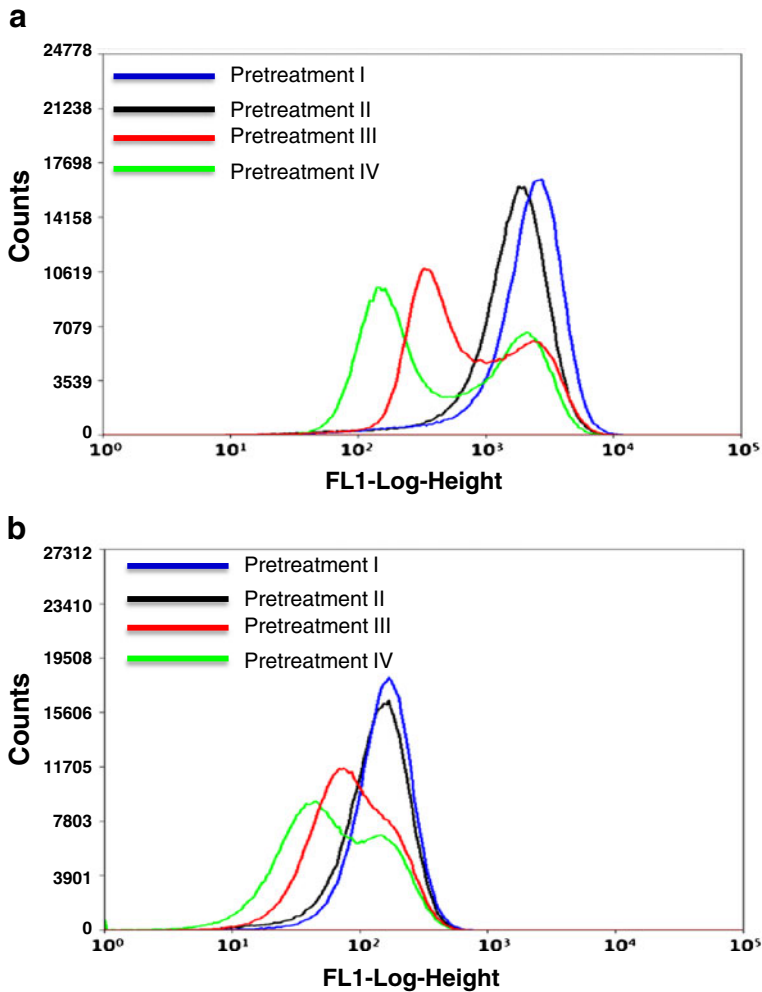 a
24778
21238
17698
14158
10619
7079
3539
0
Counts
Pretreatment I
Pretreatment II
Pretreatment III
Pretreatment IV
10⁰ 10¹ 10² 10³ 10⁴ 10⁵
FL1-Log-Height
b
27312
23410
19508
15606
11705
7803
3901
0
Counts
Pretreatment I
Pretreatment II
Pretreatment III
Pretreatment IV
10⁰ 10¹ 10² 10³ 10⁴ 10⁵
FL1-Log-Height